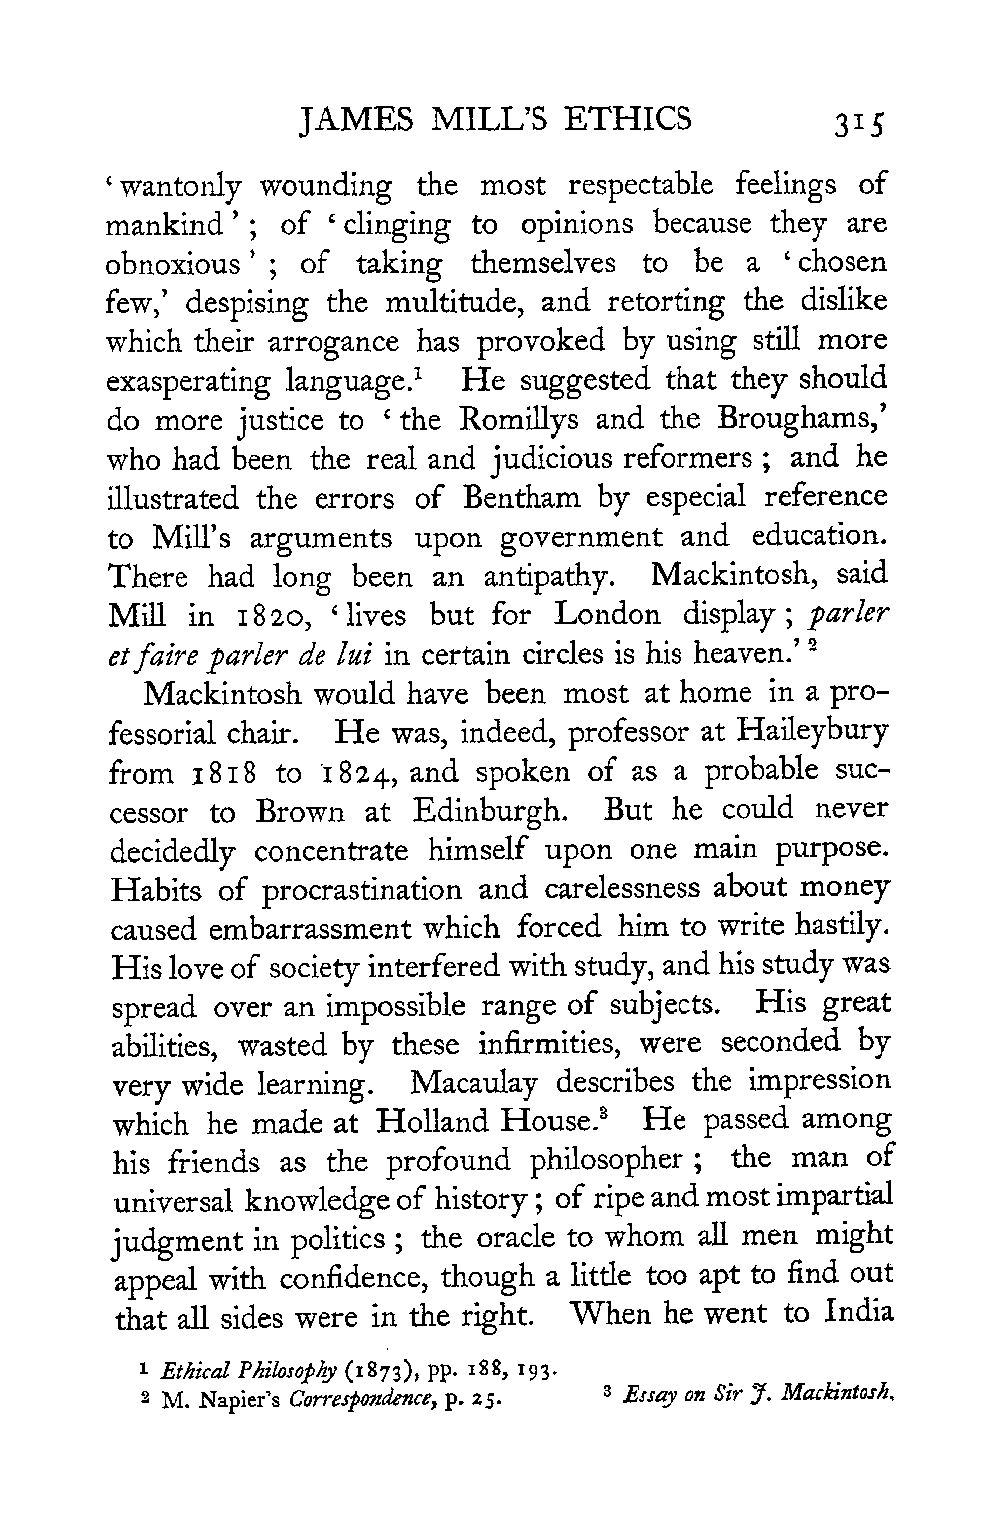 JAMES MILL'S ETHICS 315
‘wantonly wounding the most respectable feelings of
mankind’; of ‘clinging to opinions because they are
obnoxious’; of taking themselves to be a ‘chosen
few,’ despising the multitude, and retorting the dislike
which their arrogance has provoked by using still more
exasperating language.¹ He suggested that they should
do more justice to ‘the Romillys and the Broughams,’
who had been the real and judicious reformers; and he
illustrated the errors of Bentham by especial reference
to Mill's arguments upon government and education.
There had long been an antipathy. Mackintosh, said
Mill in 1820, ‘lives but for London display; parler
et faire parler de lui in certain circles is his heaven.’²
Mackintosh would have been most at home in a pro-
fessorial chair. He was, indeed, professor at Haileybury
from 1818 to 1824, and spoken of as a probable suc-
cessor to Brown at Edinburgh. But he could never
decidedly concentrate himself upon one main purpose.
Habits of procrastination and carelessness about money
caused embarrassment which forced him to write hastily.
His love of society interfered with study, and his study was
spread over an impossible range of subjects. His great
abilities, wasted by these infirmities, were seconded by
very wide learning. Macaulay describes the impression
which he made at Holland House.³ He passed among
his friends as the profound philosopher; the man of
universal knowledge of history; of ripe and most impartial
judgment in politics; the oracle to whom all men might
appeal with confidence, though a little too apt to find out
that all sides were in the right. When he went to India
¹ Ethical Philosophy (1873), pp. 188, 193.
² M. Napier's Correspondence, p. 25. ³ Essay on Sir J. Mackintosh.